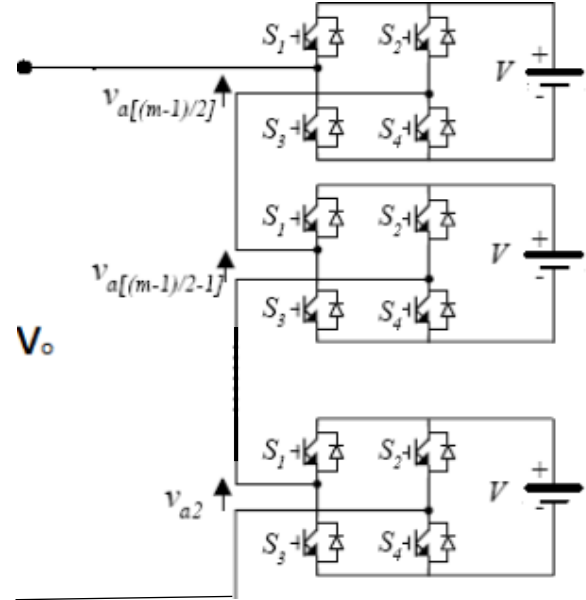 S1 S2 V + -
va[(m-1)/2]
S3 S4
S1 S2 V + -
va[(m-1)/2-1]
S3 S4
Vo
S1 S2 V + -
va2
S3 S4